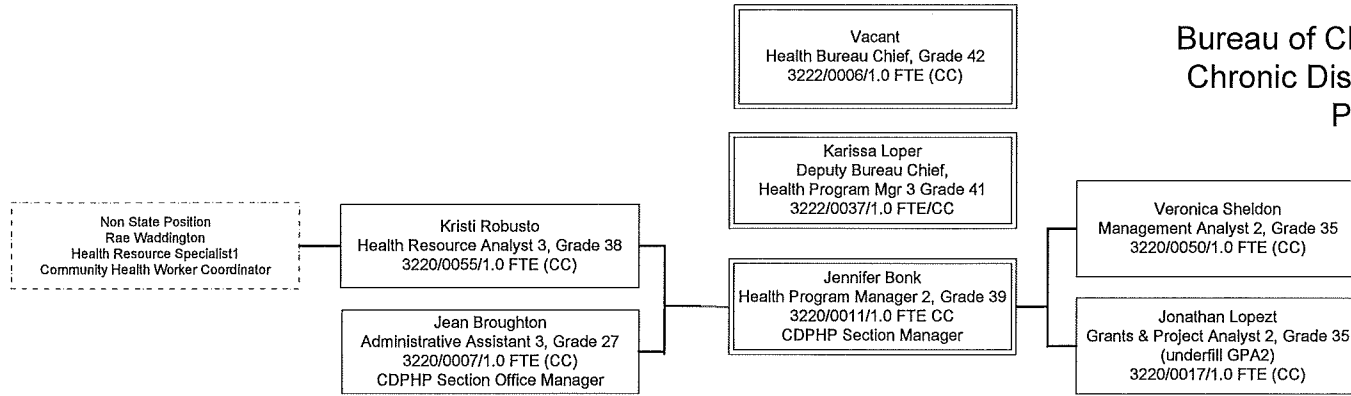 Vacant
Health Bureau Chief, Grade 42
3222/0006/1.0 FTE (CC)
Bureau of
Chronic
Karissa Loper
Deputy Bureau Chief,
Health Program Mgr 3 Grade 41
3222/0037/1.0 FTE/CC
Non State Position
Rae Waddington
Health Resource Specialist1
Community Health Worker Coordinator
Kristi Robusto
Health Resource Analyst 3, Grade 38
3220/0055/1.0 FTE (CC)
Jean Broughton
Administrative Assistant 3, Grade 27
3220/0007/1.0 FTE (CC)
CDPHP Section Office Manager
Jennifer Bonk
Health Program Manager 2, Grade 39
3220/0011/1.0 FTE CC
CDPHP Section Manager
Veronica Sheldon
Management Analyst 2, Grade 35
3220/0050/1.0 FTE (CC)
Jonathan Lopezt
Grants & Project Analyst 2, Grade 35
(underfill GPA2)
3220/0017/1.0 FTE (CC)